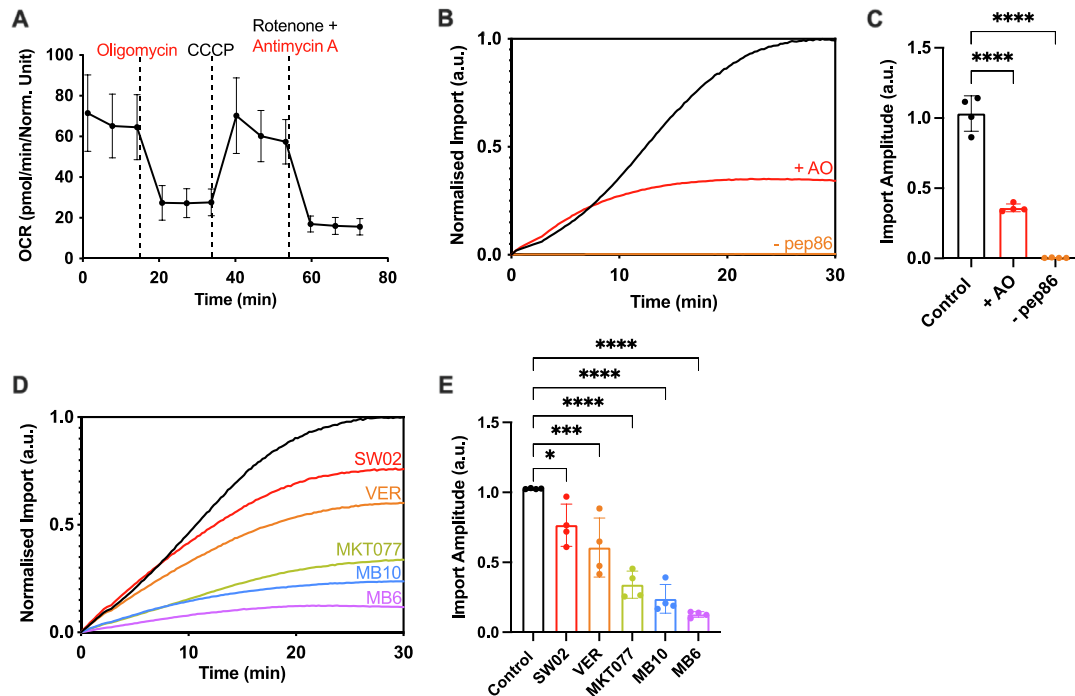 A
Oligomycin
CCCP
Rotenone +
Antimycin A
OCR (pmol/min/Norm. Unit)
100
80
60
40
20
0
0 20 40 60 80
Time (min)
B
Normalised Import (a.u.)
1.0
0.5
0.0
+ AO
- pep86
0 10 20 30
Time (min)
C
Import Amplitude (a.u.)
****
****
1.5
1.0
0.5
0.0
Control
+ AO
- pep86
D
Normalised Import (a.u.)
1.0
0.5
0.0
SW02
VER
MKT077
MB10
MB6
0 10 20 30
Time (min)
E
Import Amplitude (a.u.)
****
****
****
***
*
1.5
1.0
0.5
0.0
Control
SW02
VER
MKT077
MB10
MB6